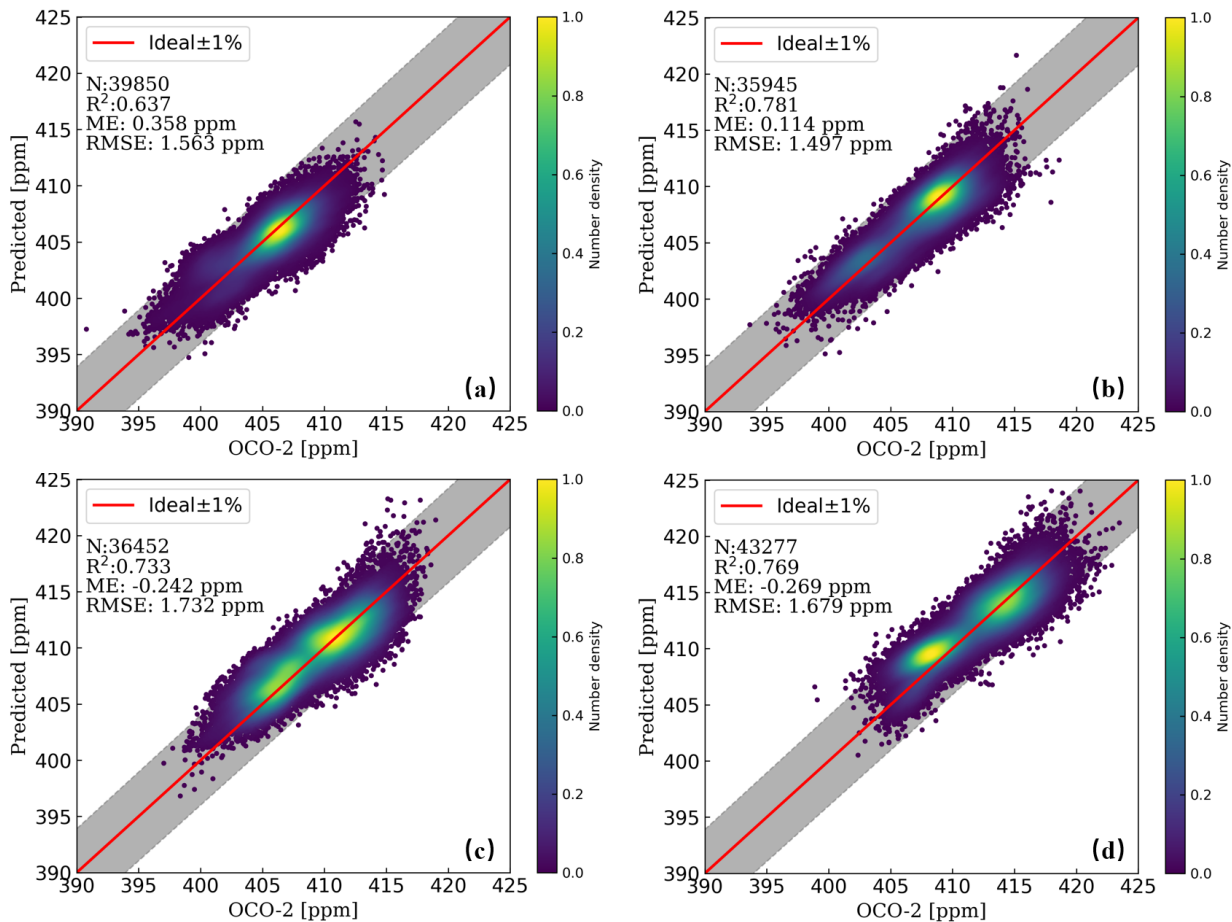 Ideal±1%
N:39850
R²:0.637
ME: 0.358 ppm
RMSE: 1.563 ppm
425
420
415
410
405
400
395
390
Predicted [ppm]
390 395 400 405 410 415 420 425
OCO-2 [ppm]
(a)
1.0
0.8
0.6
0.4
0.2
0.0
Number density
Ideal±1%
N:35945
R²:0.781
ME: 0.114 ppm
RMSE: 1.497 ppm
425
420
415
410
405
400
395
390
Predicted [ppm]
390 395 400 405 410 415 420 425
OCO-2 [ppm]
(b)
1.0
0.8
0.6
0.4
0.2
0.0
Number density
Ideal±1%
N:36452
R²:0.733
ME: -0.242 ppm
RMSE: 1.732 ppm
425
420
415
410
405
400
395
390
Predicted [ppm]
390 395 400 405 410 415 420 425
OCO-2 [ppm]
(c)
1.0
0.8
0.6
0.4
0.2
0.0
Number density
Ideal±1%
N:43277
R²:0.769
ME: -0.269 ppm
RMSE: 1.679 ppm
425
420
415
410
405
400
395
390
Predicted [ppm]
390 395 400 405 410 415 420 425
OCO-2 [ppm]
(d)
1.0
0.8
0.6
0.4
0.2
0.0
Number density